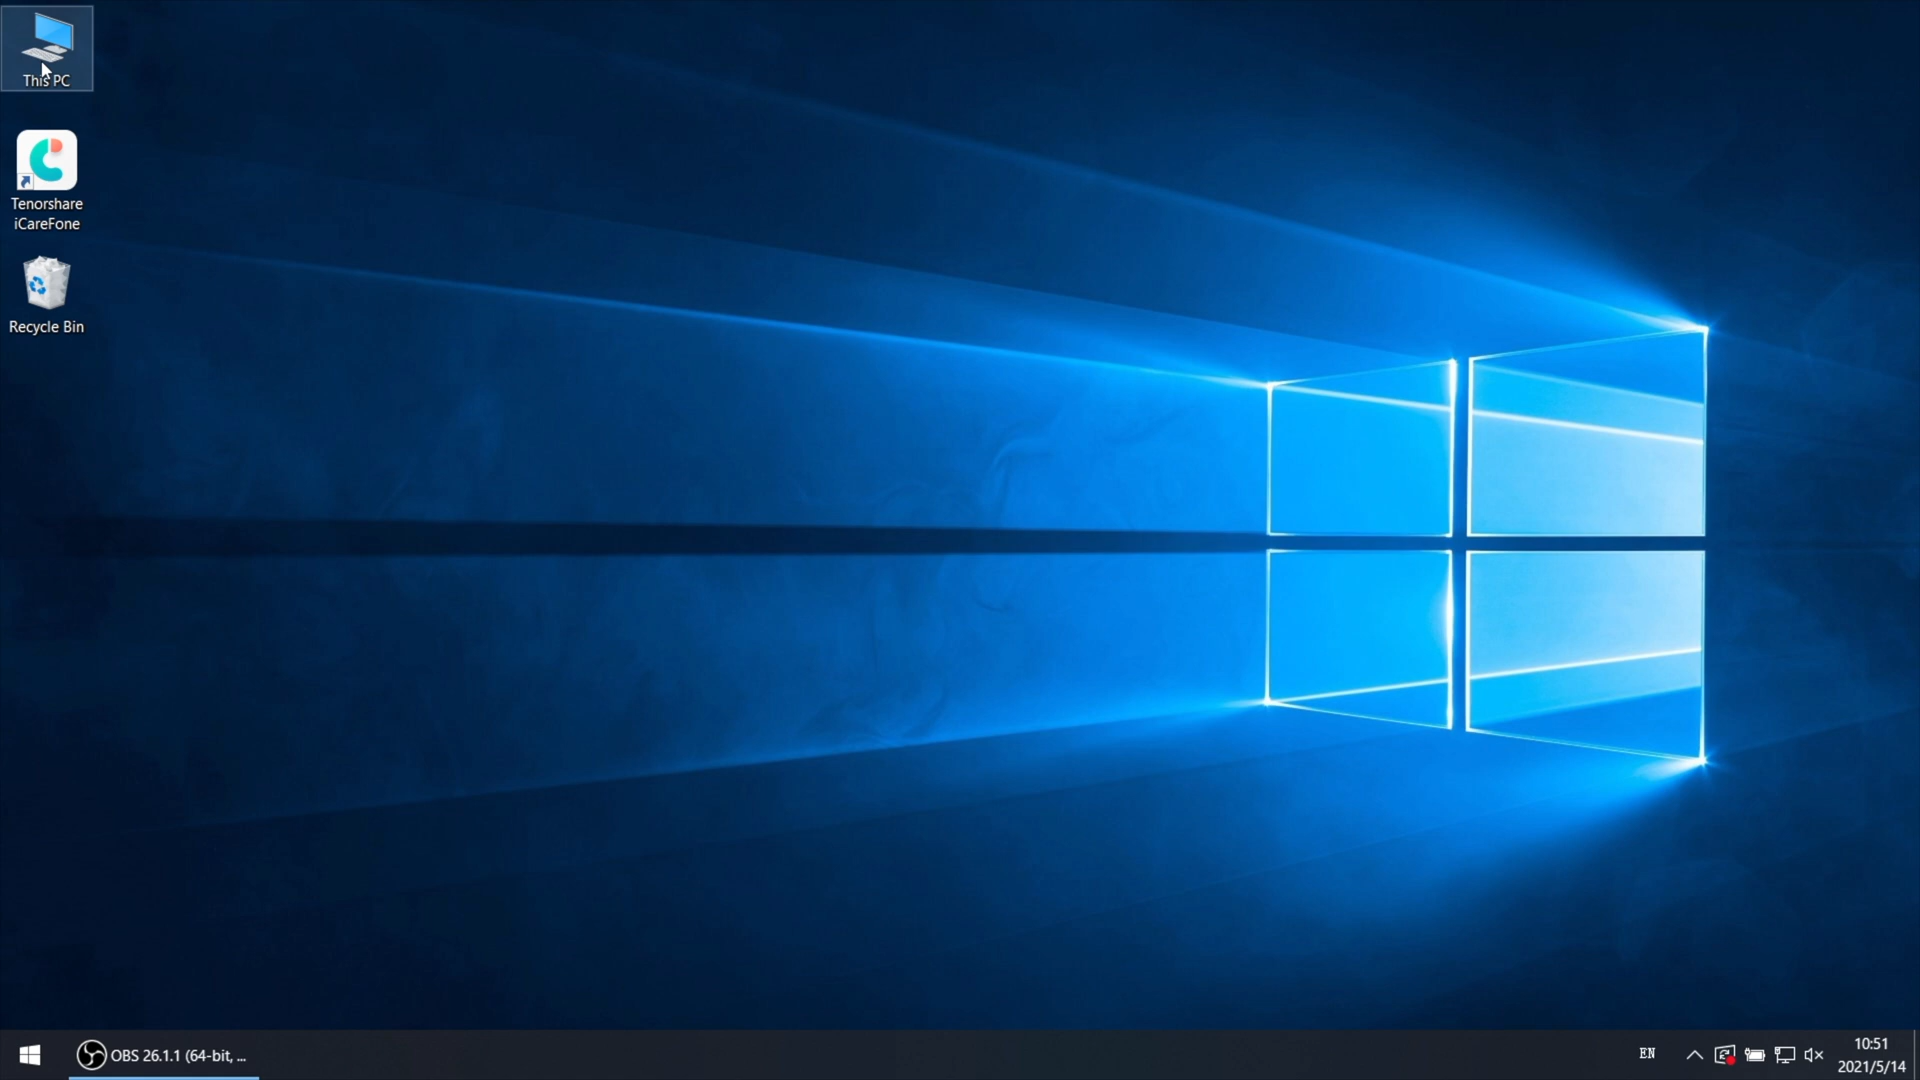 This PC
Tenorshare
iCareFone
Recycle Bin
OBS 26.1.1 (64-bit, ...
EN
10:51
2021/5/14